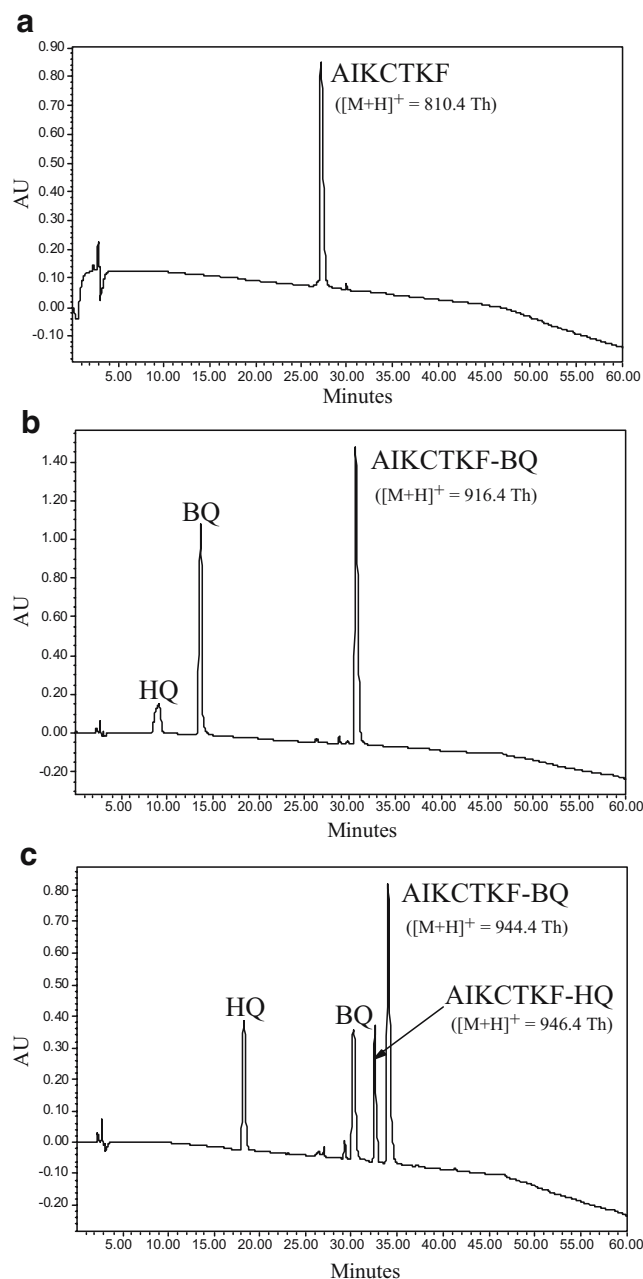 a
0.90
0.80
0.70
0.60
0.50
0.40
0.30
0.20
0.10
0.00
-0.10
AU
AIKCTKF
([M+H]+ = 810.4 Th)
5.00 10.00 15.00 20.00 25.00 30.00 35.00 40.00 45.00 50.00 55.00 60.00
Minutes
b
1.40
1.20
1.00
0.80
0.60
0.40
0.20
0.00
-0.20
AU
AIKCTKF-BQ
([M+H]+ = 916.4 Th)
BQ
HQ
5.00 10.00 15.00 20.00 25.00 30.00 35.00 40.00 45.00 50.00 55.00 60.00
Minutes
c
0.80
0.70
0.60
0.50
0.40
0.30
0.20
0.10
0.00
-0.10
-0.20
AU
AIKCTKF-BQ
([M+H]+ = 944.4 Th)
AIKCTKF-HQ
([M+H]+ = 946.4 Th)
HQ
BQ
5.00 10.00 15.00 20.00 25.00 30.00 35.00 40.00 45.00 50.00 55.00 60.00
Minutes